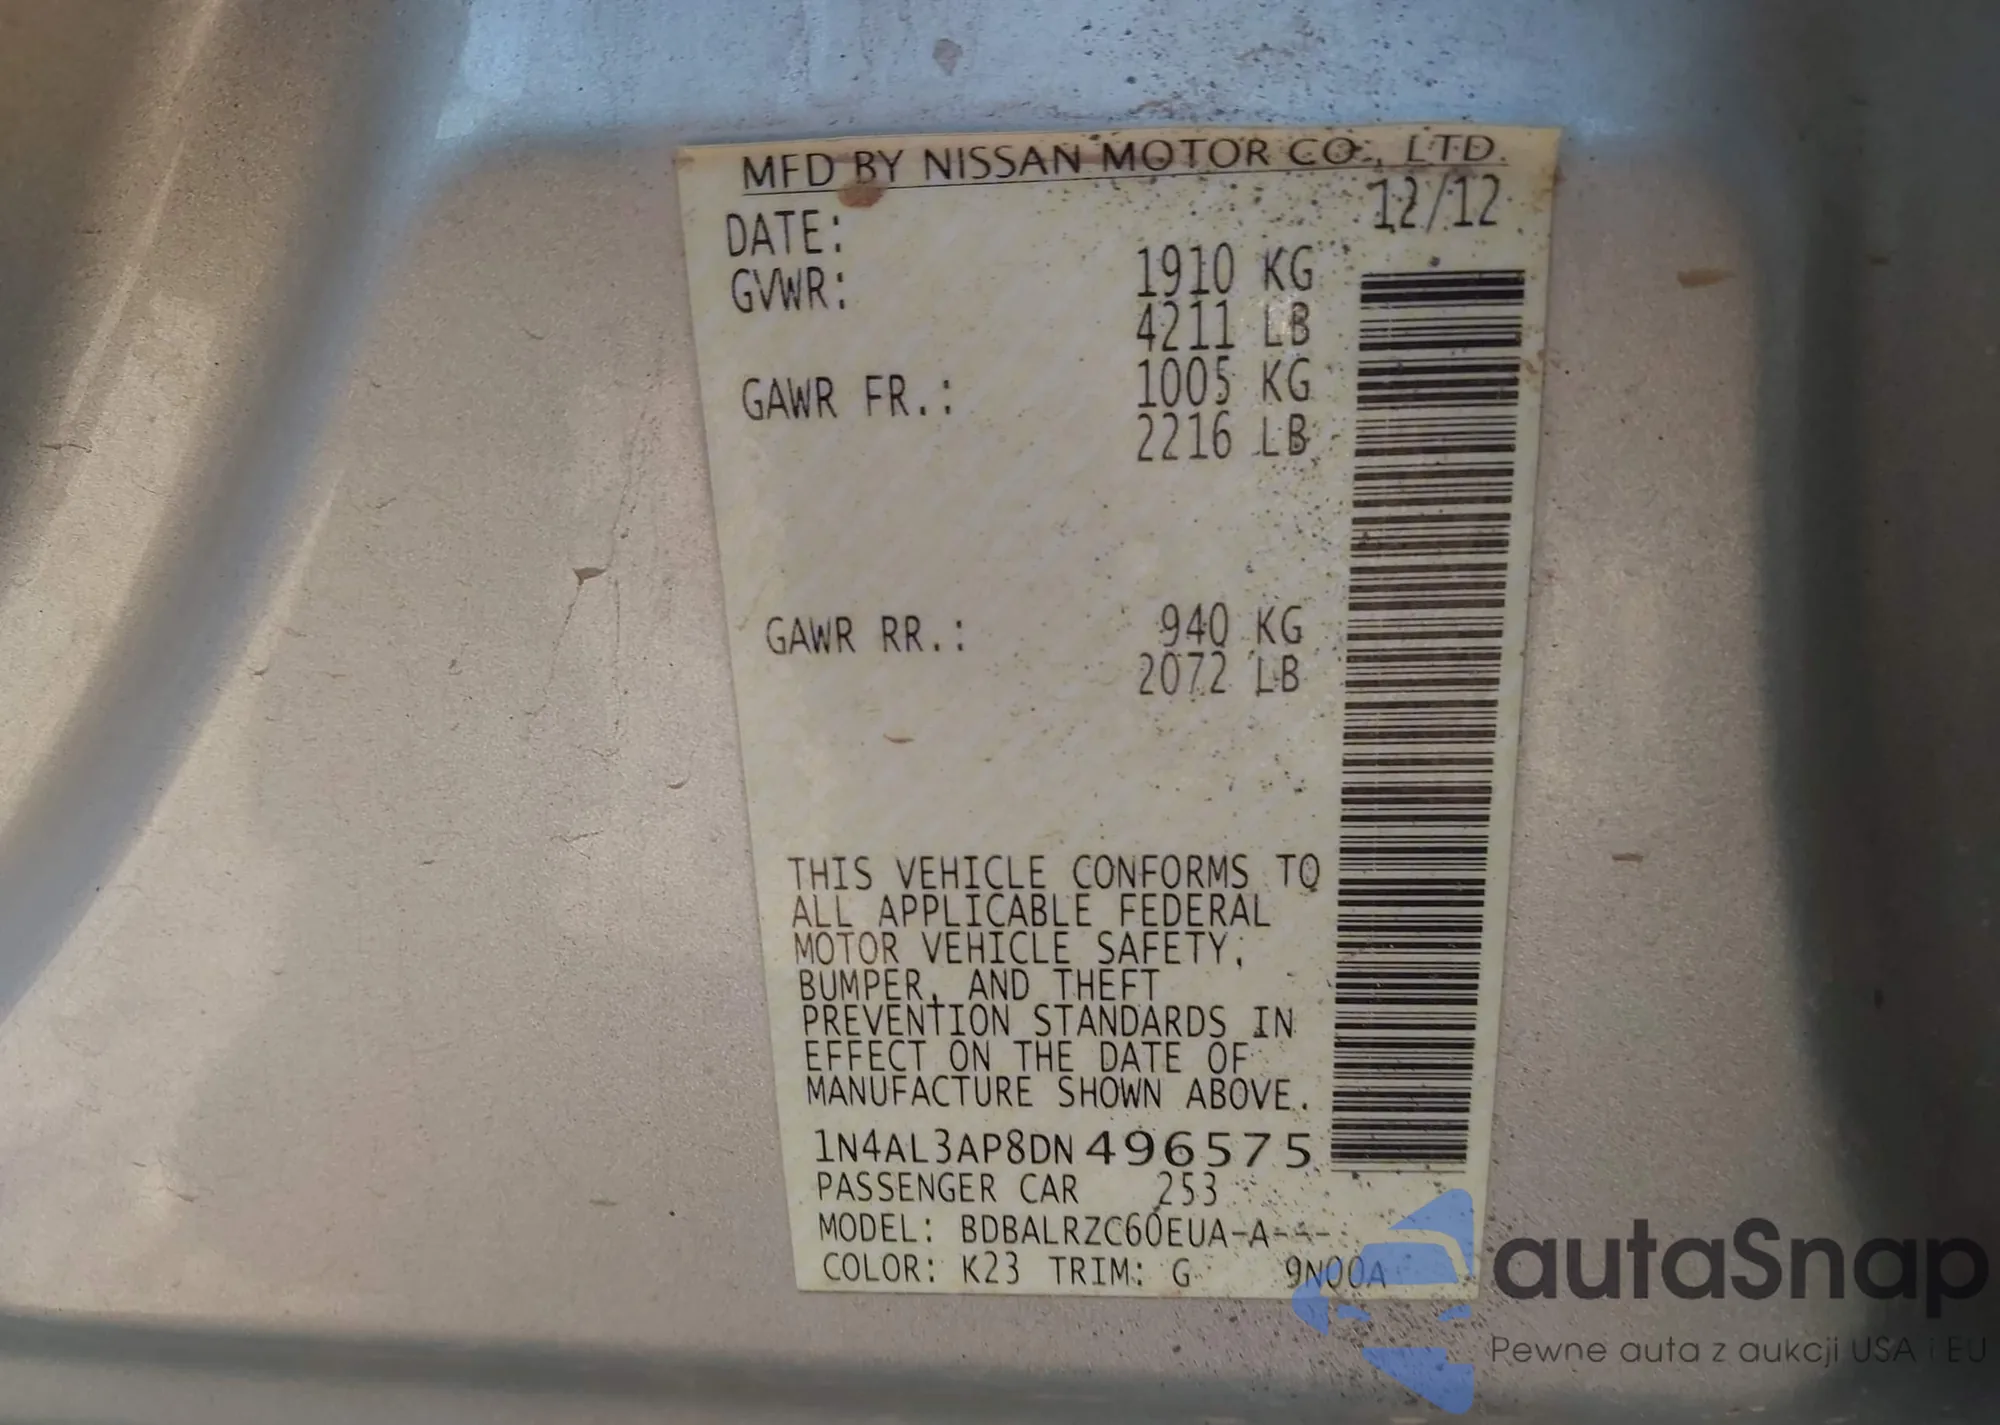 MFD BY NISSAN MOTOR CO., LTD.
DATE: 12/12
GVWR: 1910 KG
4211 LB
GAWR FR.: 1005 KG
2216 LB
GAWR RR.: 940 KG
2072 LB
THIS VEHICLE CONFORMS TO
ALL APPLICABLE FEDERAL
MOTOR VEHICLE SAFETY,
BUMPER, AND THEFT
PREVENTION STANDARDS IN
EFFECT ON THE DATE OF
MANUFACTURE SHOWN ABOVE.
1N4AL3AP8DN496575
PASSENGER CAR 253
MODEL: BDBALRZC60EUA-A---
COLOR: K23 TRIM: G 9N00A
autaSnap
Pewne auta z aukcji USA i EU